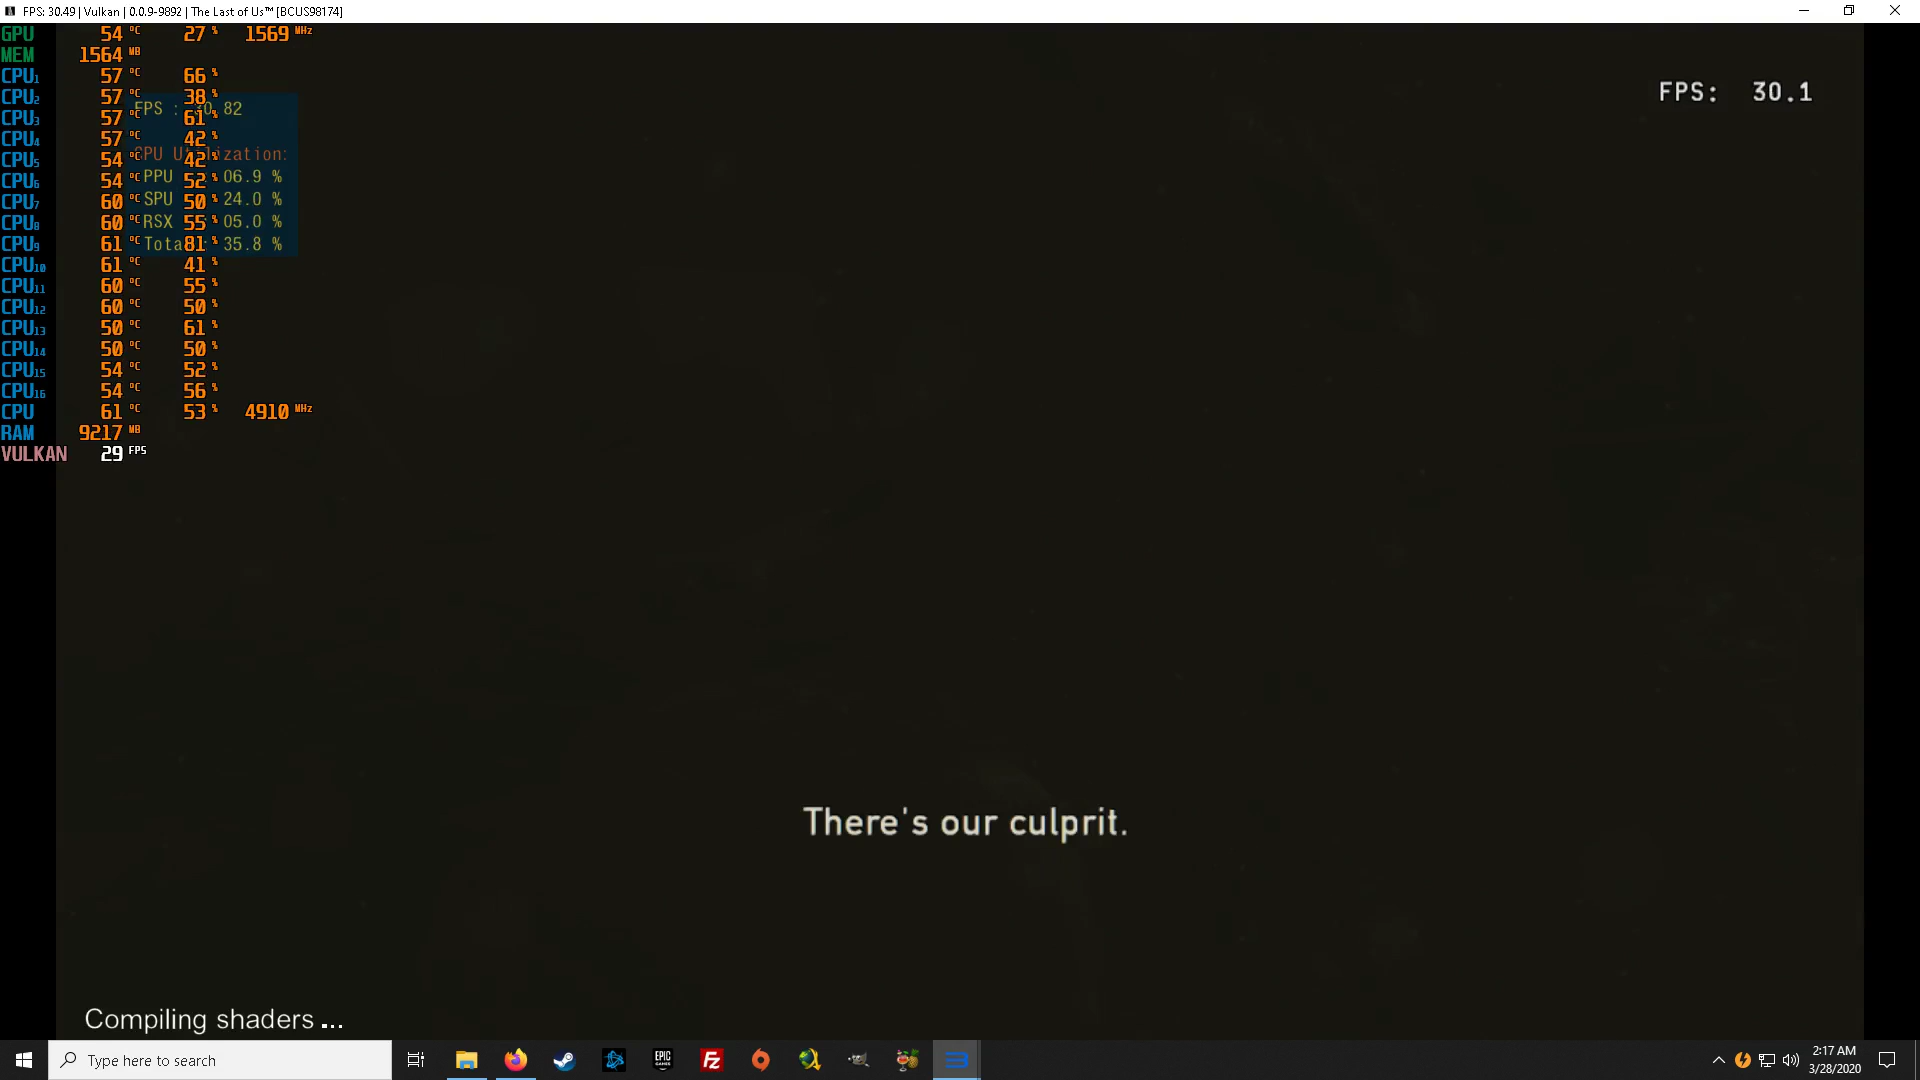 FPS: 30.49 | Vulkan | 0.0.9-9892 | The Last of Us™ [BCUS98174]
GPU 54 °C 27 % 1569 MHz
MEM 1564 MB
CPU1 57 °C 66 %
CPU2 57 °C 38 %
CPU3 57 °C 61 %
CPU4 57 °C 42 %
CPU5 54 °C 42 %
CPU6 54 °C 52 %
CPU7 60 °C 50 %
CPU8 60 °C 55 %
CPU9 61 °C 81 %
CPU10 61 °C 41 %
CPU11 60 °C 55 %
CPU12 60 °C 50 %
CPU13 50 °C 61 %
CPU14 50 °C 50 %
CPU15 54 °C 52 %
CPU16 54 °C 56 %
CPU 61 °C 53 % 4910 MHz
RAM 9217 MB
VULKAN 29 FPS
FPS :
PPU 06.9 %
SPU 24.0 %
RSX 05.0 %
35.8 %
FPS: 30.1
There's our culprit.
Compiling shaders ...
Type here to search
EPIC
GAMES
FZ
2:17 AM
3/28/2020